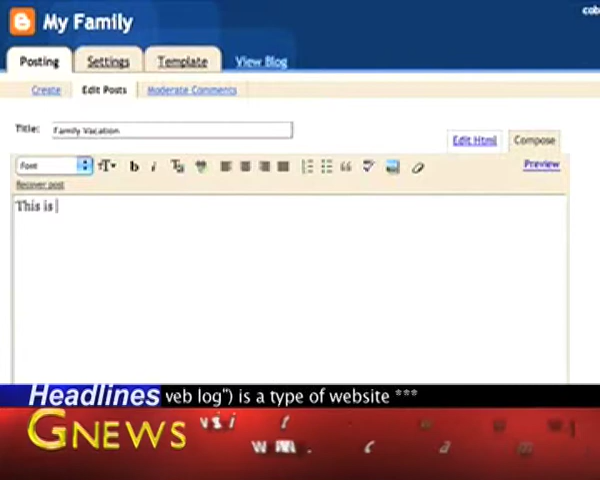 cob
My Family
Posting Settings Template View Blog
Create Edit Posts Moderate Comments
Title: Family Vacation
Edit Html Compose
Font b i Preview
Recover post
This is
Headlines veb log") is a type of website ***
GNEWS